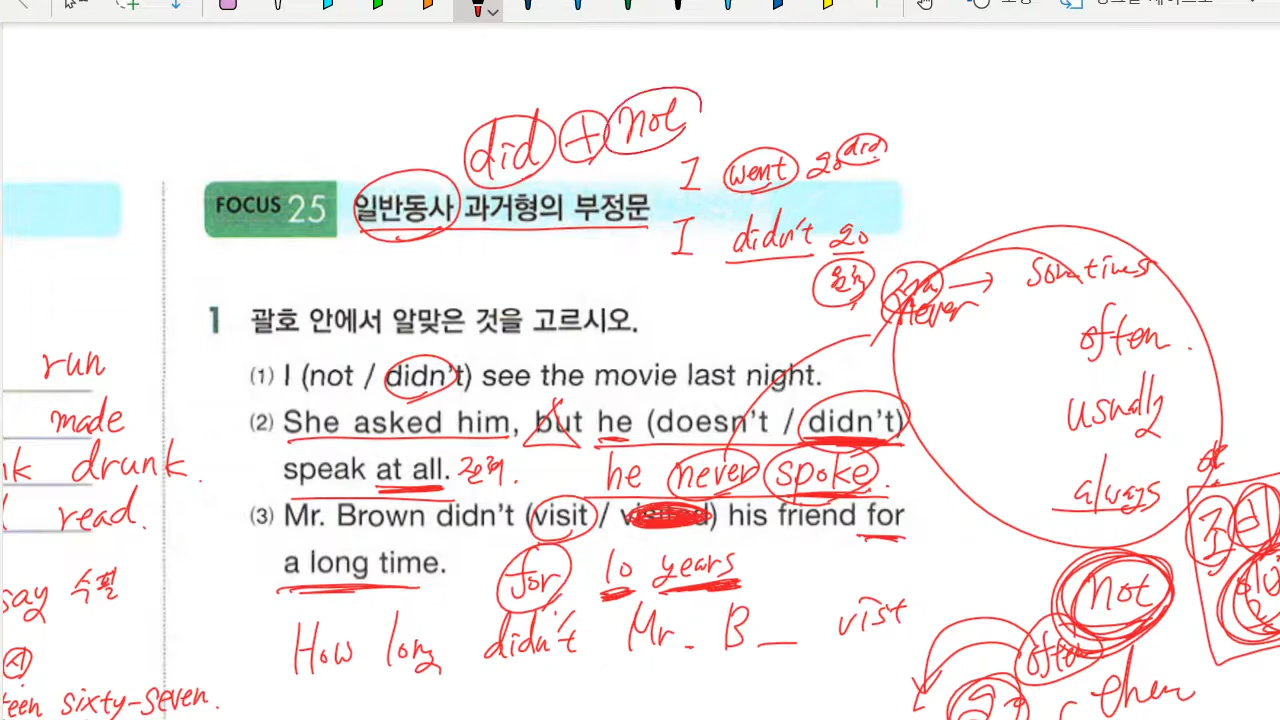 did + not
I went go did
FOCUS 25 일반동사 과거형의 부정문
I didn't go
never → sometimes
often.
usually
always
1 괄호 안에서 알맞은 것을 고르시오.
(1) I (not / didn't) see the movie last night.
(2) She asked him, but he (doesn't / didn't)
speak at all. 전혀.
he never spoke.
(3) Mr. Brown didn't (visit / visited) his friend for
a long time.
for 10 years
How long didn't Mr. B_ visit
not
often
then
run
made
nk drunk.
read.
say 수필
teen sixty-seven.